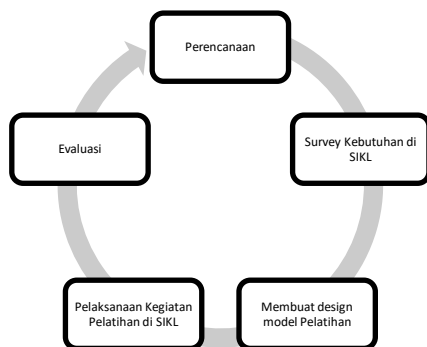 Perencanaan
Survey Kebutuhan di
SIKL
Membuat design
model Pelatihan
Pelaksanaan Kegiatan
Pelatihan di SIKL
Evaluasi